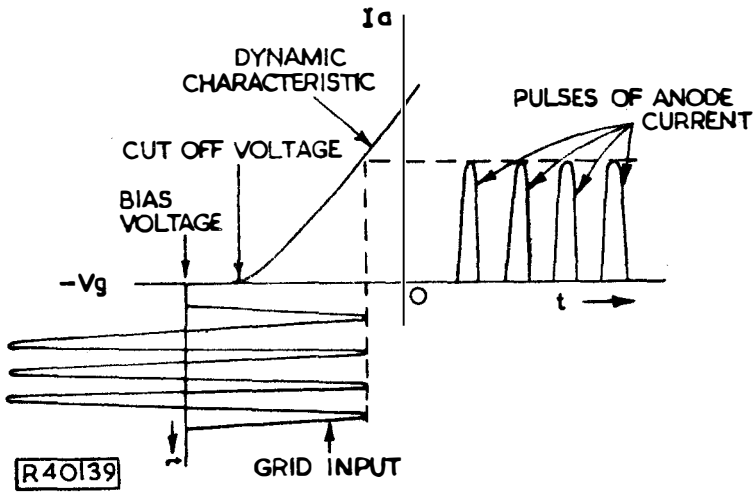 Ia
DYNAMIC
CHARACTERISTIC
PULSES OF ANODE
CURRENT
CUT OFF VOLTAGE
BIAS
VOLTAGE
-Vg
O
t
t
GRID INPUT
R40139